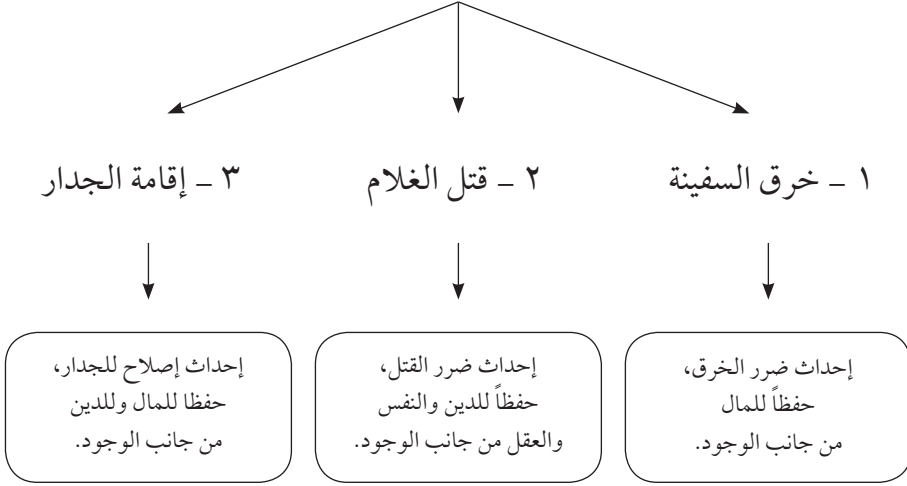 ١ – خرق السفينة
٢ – قتل الغلام
٣ – إقامة الجدار
إحداث ضرر الخرق،
حفظاً للمال
من جانب الوجود.
إحداث ضرر القتل،
حفظاً للدين والنفس
والعقل من جانب الوجود.
إحداث إصلاح للجدار،
حفظا للمال وللدين
من جانب الوجود.